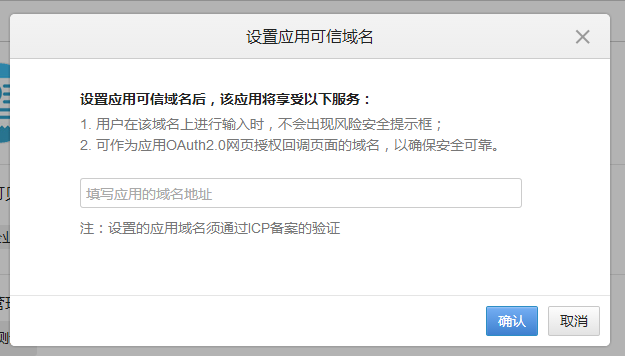 设置应用可信域名
设置应用可信域名后，该应用将享受以下服务：
1. 用户在该域名上进行输入时，不会出现风险安全提示框；
2. 可作为应用OAuth2.0网页授权回调页面的域名，以确保安全可靠。
填写应用的域名地址
注：设置的应用域名须通过ICP备案的验证
确认
取消